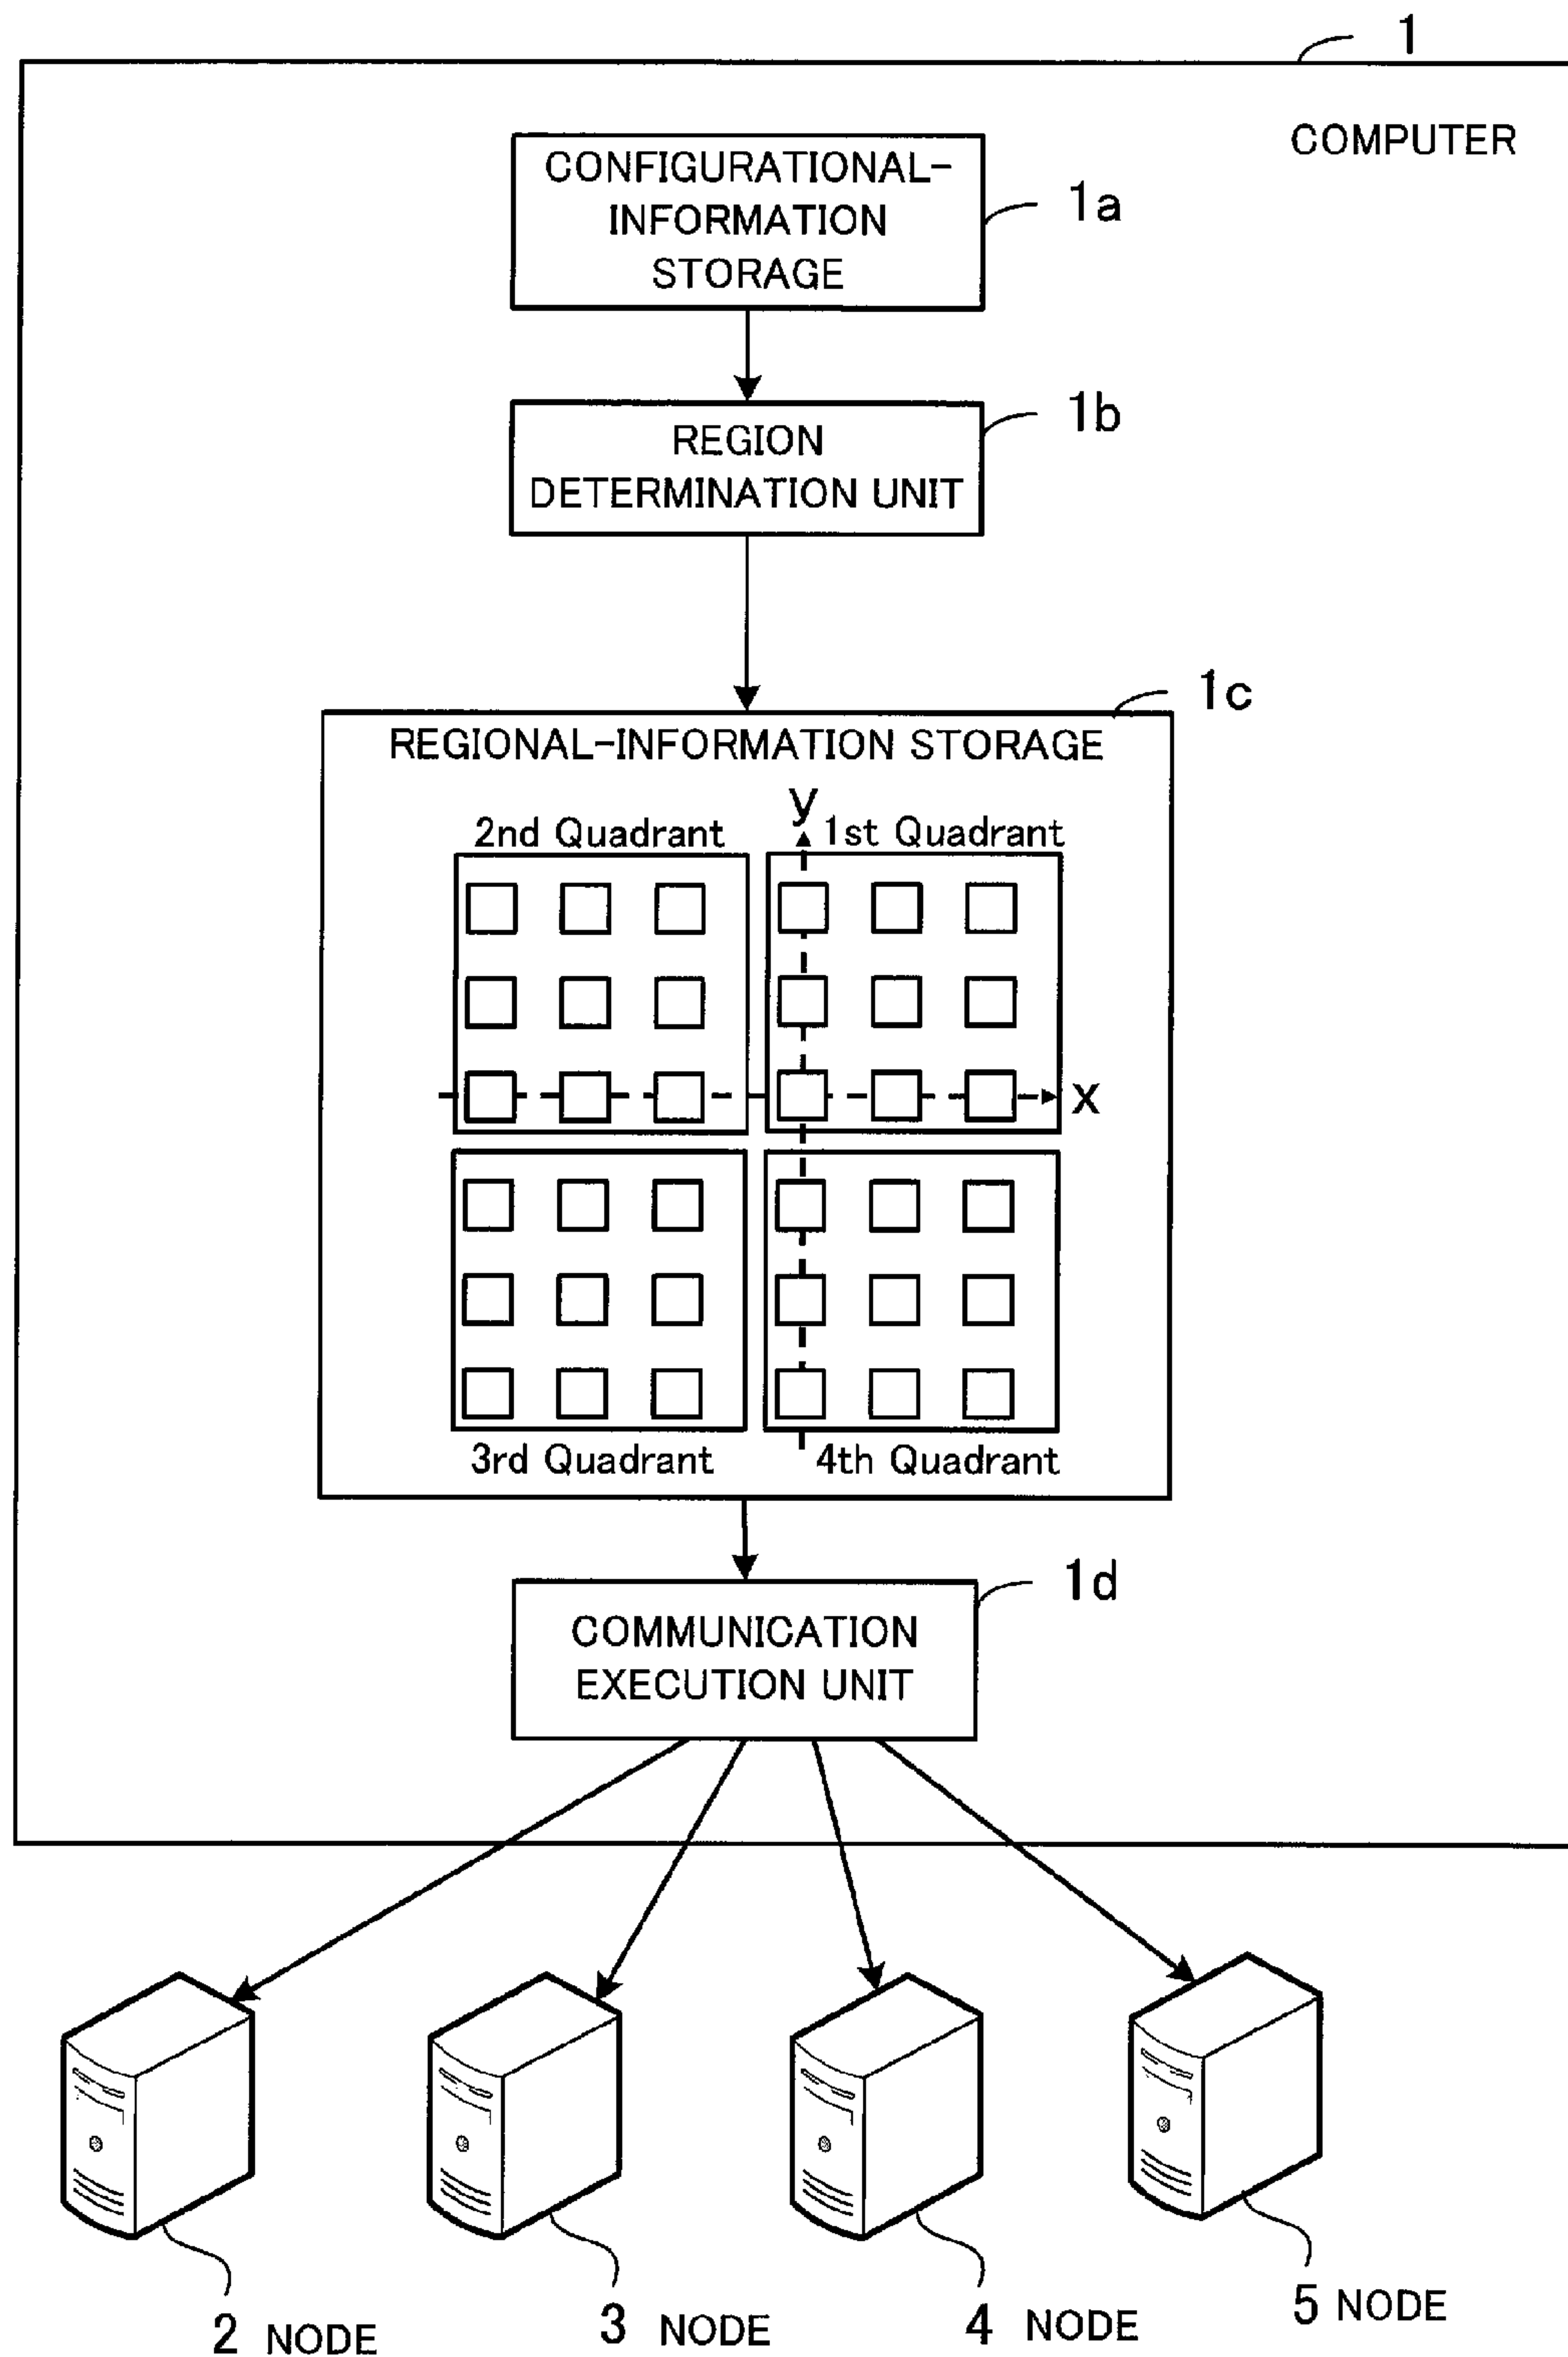 1
COMPUTER
CONFIGURATIONAL-
INFORMATION
STORAGE
1a
REGION
DETERMINATION UNIT
1b
1c
REGIONAL-INFORMATION STORAGE
y
2nd Quadrant
1st Quadrant
x
3rd Quadrant
4th Quadrant
COMMUNICATION
EXECUTION UNIT
1d
2 NODE
3 NODE
4 NODE
5 NODE